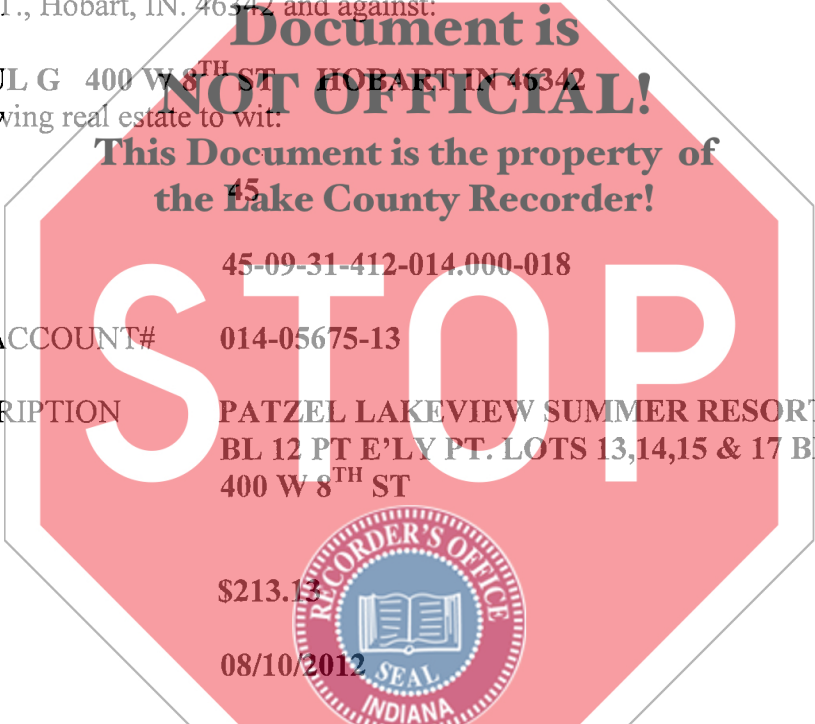 T., Hobart, IN. 46342 and against:
Document is
UL G 400 W 8TH ST HOBART IN 46342
NOT OFFICIAL!
wing real estate to wit:
This Document is the property of
45
the Lake County Recorder!
45-09-31-412-014.000-018
STOP
ACCOUNT# 014-05675-13
RIPTION PATZEL LAKEVIEW SUMMER RESORT
BL 12 PT E'LY PT. LOTS 13,14,15 & 17 BL
400 W 8TH ST
RECORDER'S OFFICE
$213.13
08/10/2012
SEAL
INDIANA